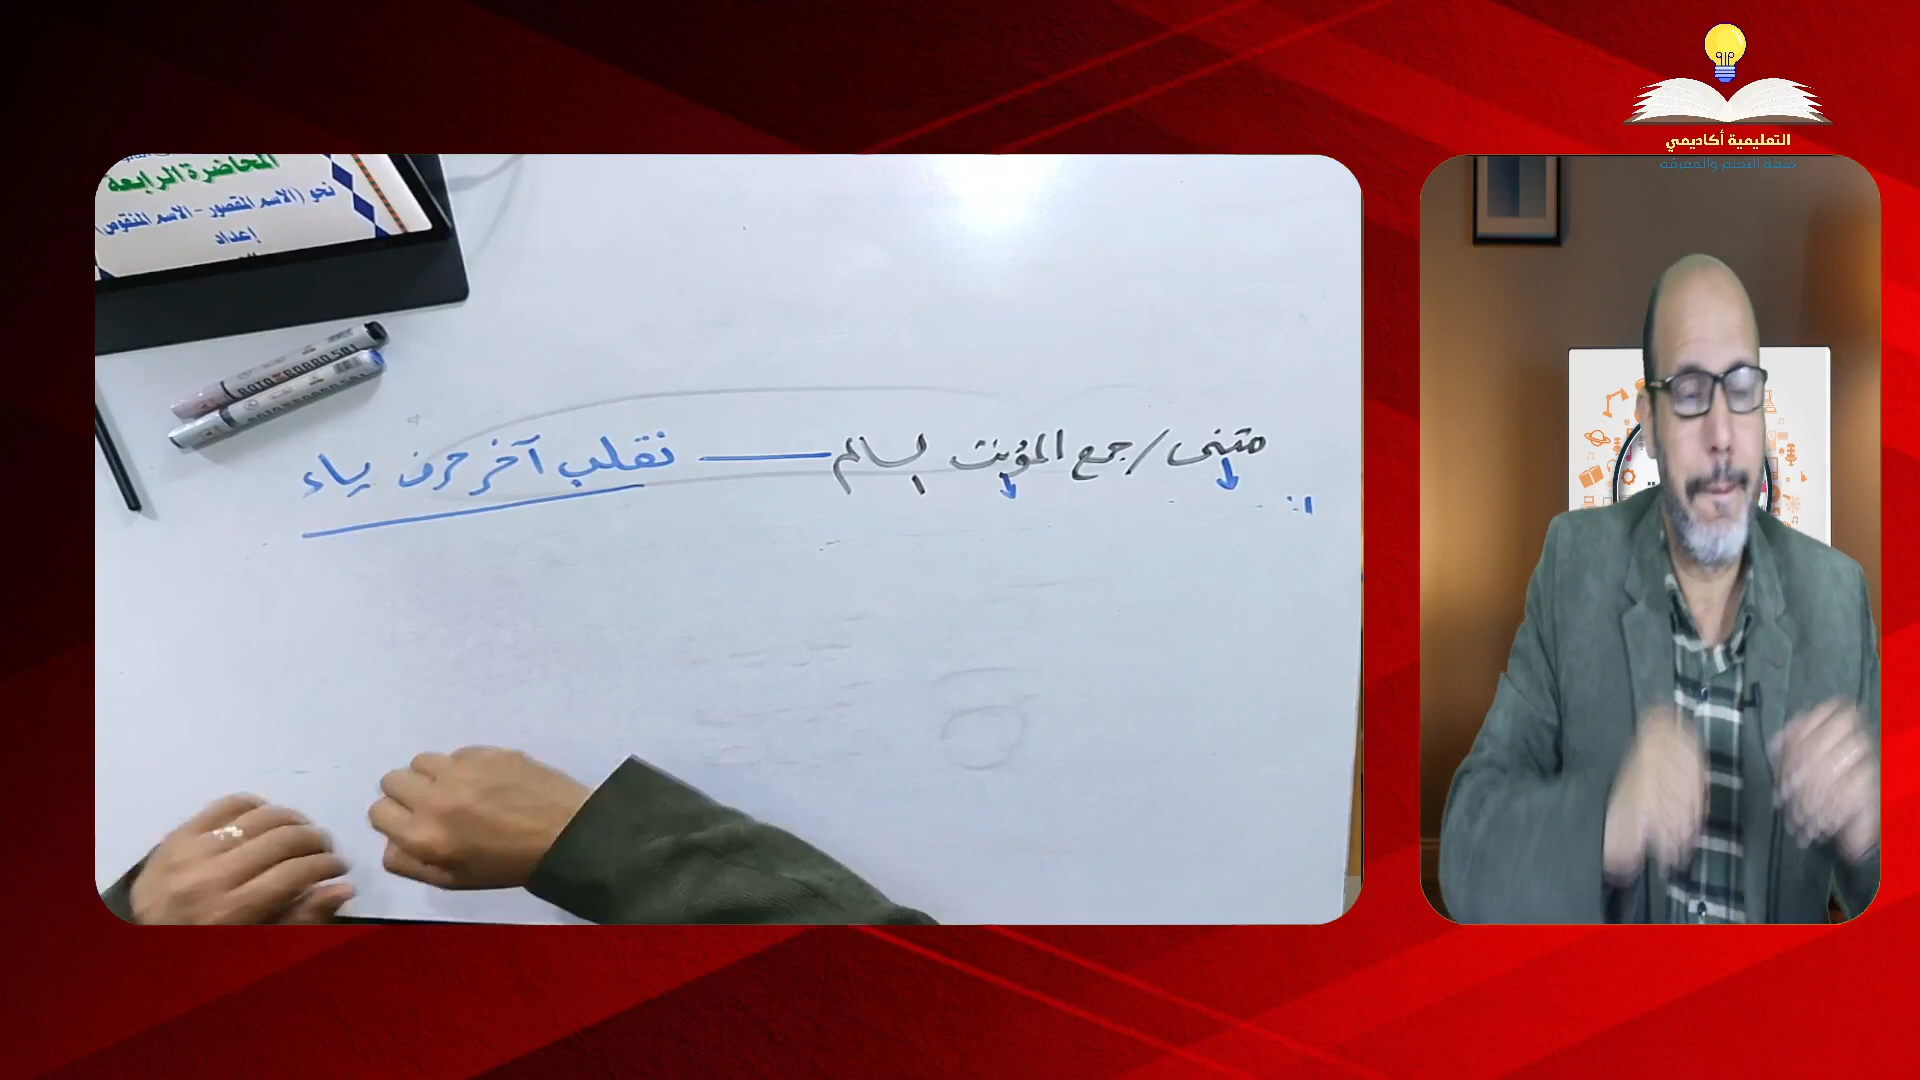 التعليمية أكاديمي
منصة التعلم والمعرفة
المحاضرة الرابعة
نحو (الاسم المقصور - الاسم المنقوص)
إعداد
مثنى / جمع المؤنث السالم — نقلب آخر حرف ياء